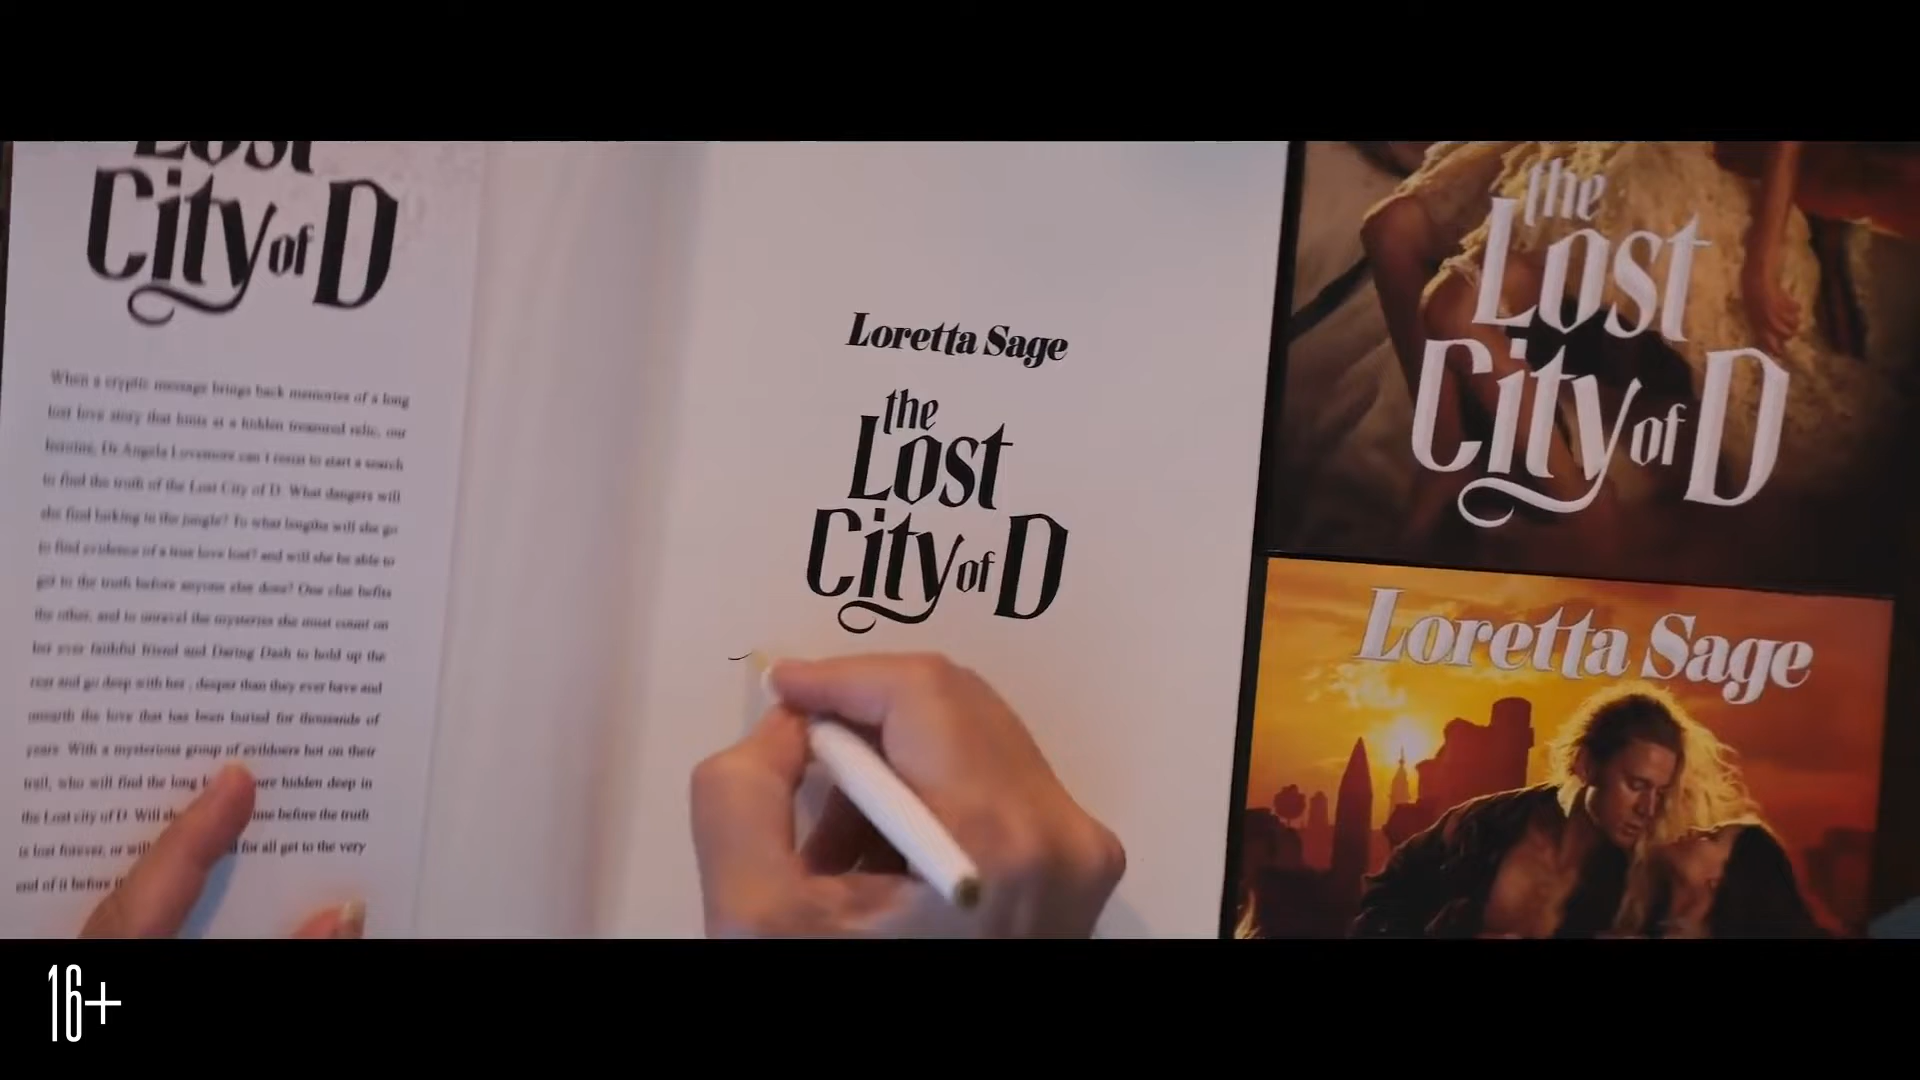 Lost
City of D
When a cryptic message brings back memories of a long
lost love story that hints at a hidden treasured relic, our
heroine, Dr Angela Lovemore can't resist to start a search
to find the truth of the Lost City of D. What dangers will
she find lurking in the jungle? To what lengths will she go
to find evidence of a true love lost? and will she be able to
get to the truth before anyone else does? One clue befits
the other, and to unravel the mysteries she must count on
her ever faithful friend and Daring Dash to hold up the
rear and go deep with her , deeper than they ever have and
unearth the love that has been buried for thousands of
years. With a mysterious group of evildoers hot on their
trail, who will find the long hidden deep in
the Lost city of D. Will before the truth
is lost forever, or for all get to the very
end of it before
Loretta Sage
the
Lost
City of D
the
Lost
City of D
Loretta Sage
16+